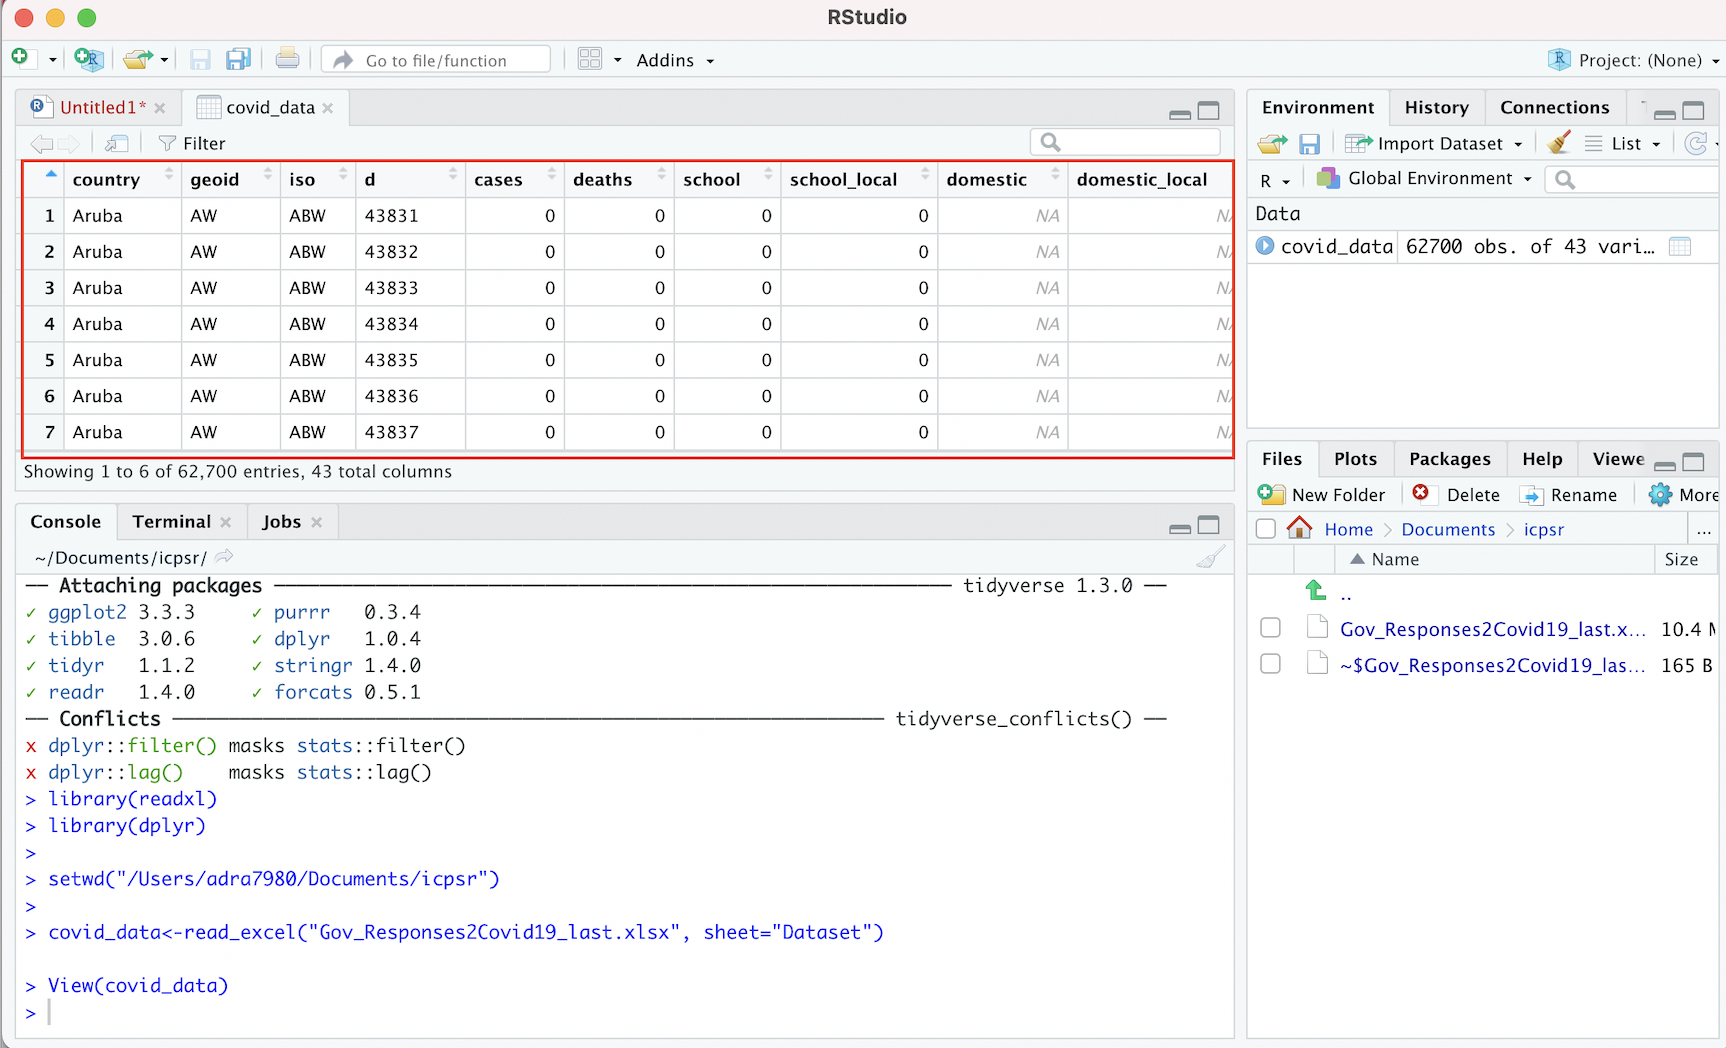 RStudio
Go to file/function Addins Project: (None)
Untitled1* covid_data
Filter
country geoid iso d cases deaths school school_local domestic domestic_local
1 Aruba AW ABW 43831 0 0 0 0 NA
2 Aruba AW ABW 43832 0 0 0 0 NA
3 Aruba AW ABW 43833 0 0 0 0 NA
4 Aruba AW ABW 43834 0 0 0 0 NA
5 Aruba AW ABW 43835 0 0 0 0 NA
6 Aruba AW ABW 43836 0 0 0 0 NA
7 Aruba AW ABW 43837 0 0 0 0 NA
Showing 1 to 6 of 62,700 entries, 43 total columns
Console Terminal Jobs
~/Documents/icpsr/
── Attaching packages ── tidyverse 1.3.0 ──
✓ ggplot2 3.3.3 ✓ purrr 0.3.4
✓ tibble 3.0.6 ✓ dplyr 1.0.4
✓ tidyr 1.1.2 ✓ stringr 1.4.0
✓ readr 1.4.0 ✓ forcats 0.5.1
── Conflicts ── tidyverse_conflicts() ──
x dplyr::filter() masks stats::filter()
x dplyr::lag() masks stats::lag()
> library(readxl)
> library(dplyr)
>
> setwd("/Users/adra7980/Documents/icpsr")
>
> covid_data<-read_excel("Gov_Responses2Covid19_last.xlsx", sheet="Dataset")
> View(covid_data)
>
Environment History Connections
Import Dataset List
R Global Environment
Data
covid_data 62700 obs. of 43 vari…
Files Plots Packages Help Viewe
New Folder Delete Rename More
Home Documents icpsr ...
Name Size
..
Gov_Responses2Covid19_last.x... 10.4 M
~$Gov_Responses2Covid19_las... 165 B